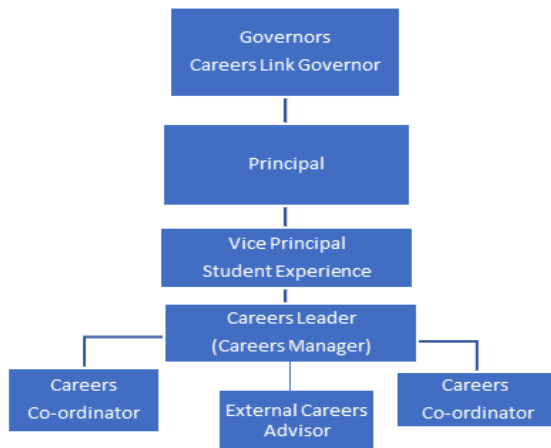 Governors
Careers Link Governor
Principal
Vice Principal
Student Experience
Careers Leader
(Careers Manager)
Careers
Co-ordinator
External Careers
Advisor
Careers
Co-ordinator